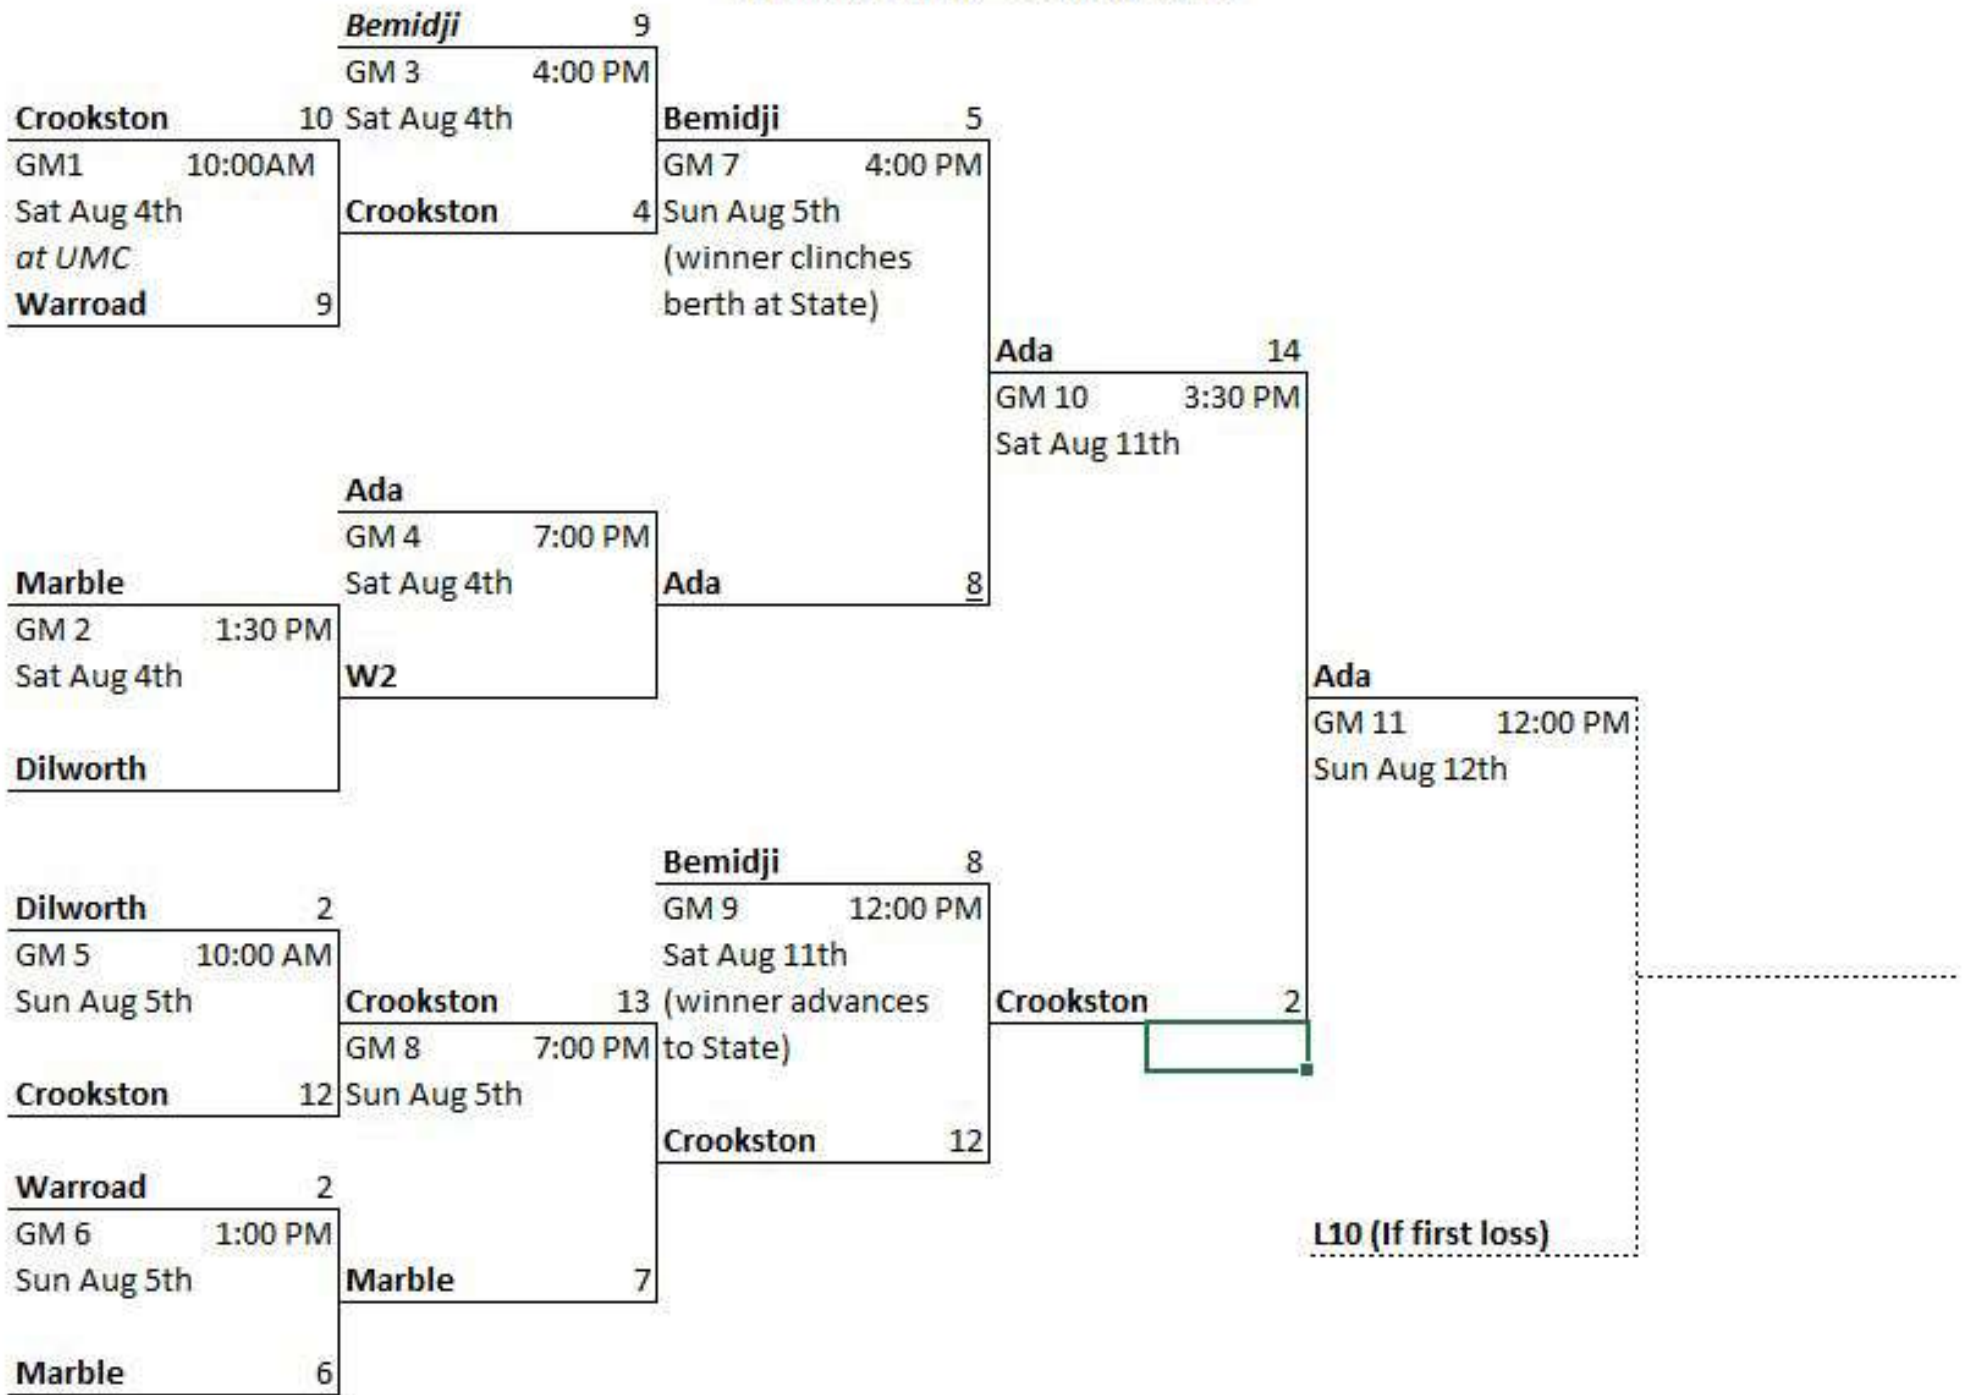 Bemidji 9
GM 3 4:00 PM
Crookston 10 Sat Aug 4th Bemidji 5
GM1 10:00AM GM 7 4:00 PM
Sat Aug 4th Crookston 4 Sun Aug 5th
at UMC (winner clinches
Warroad 9 berth at State)
Ada 14
GM 10 3:30 PM
Sat Aug 11th
Ada
GM 4 7:00 PM
Marble Sat Aug 4th Ada 8
GM 2 1:30 PM
Sat Aug 4th W2 Ada
GM 11 12:00 PM
Dilworth Sun Aug 12th
Bemidji 8
Dilworth 2 GM 9 12:00 PM
GM 5 10:00 AM Sat Aug 11th
Sun Aug 5th Crookston 13 (winner advances Crookston 2
GM 8 7:00 PM to State)
Crookston 12 Sun Aug 5th
Crookston 12
Warroad 2
GM 6 1:00 PM L10 (If first loss)
Sun Aug 5th Marble 7
Marble 6